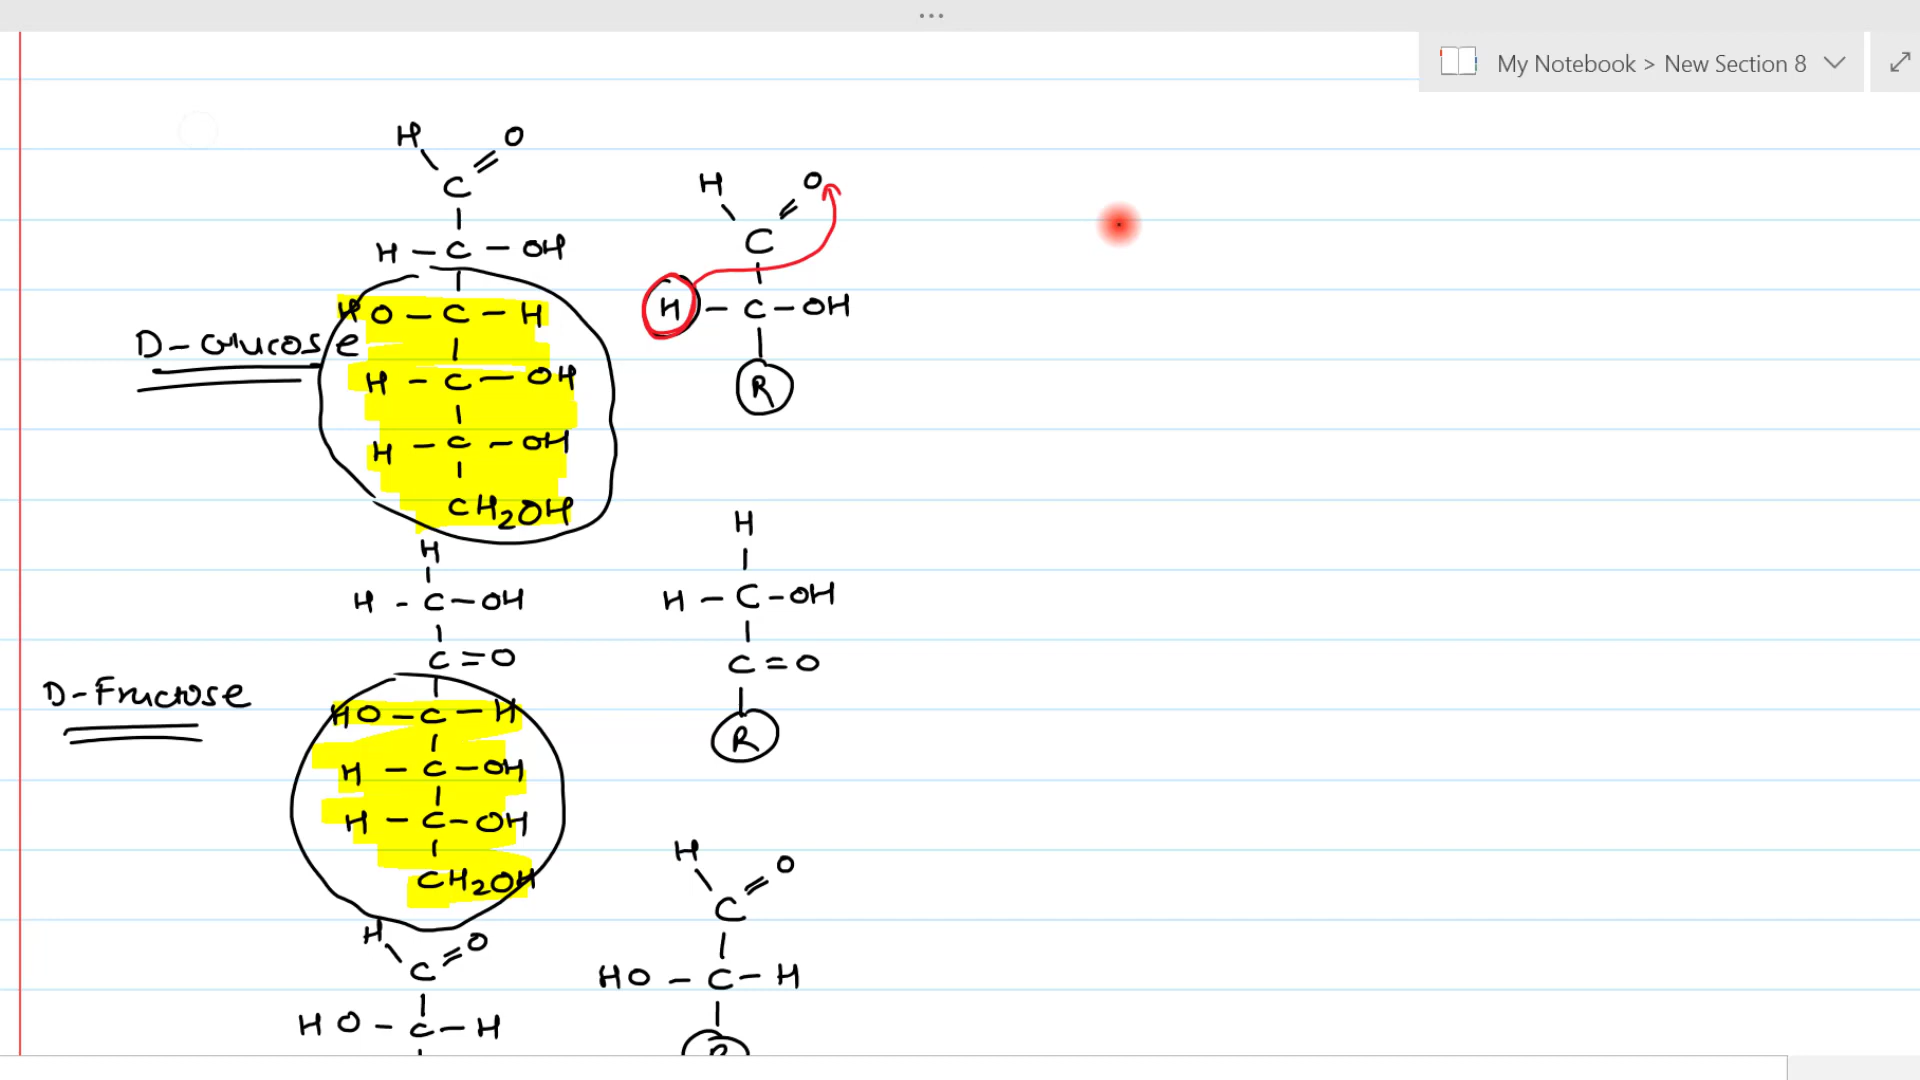 My Notebook > New Section 8
H O
C
H - C - OH
HO - C - H
D-Glucose
H - C - OH
H - C - OH
CH2OH
H O
C
H - C - OH
R
H
H - C - OH
C = O
D-Fructose
HO - C - H
H - C - OH
H - C - OH
CH2OH
H
H - C - OH
C = O
R
H O
C
HO - C - H
H O
C
HO - C - H